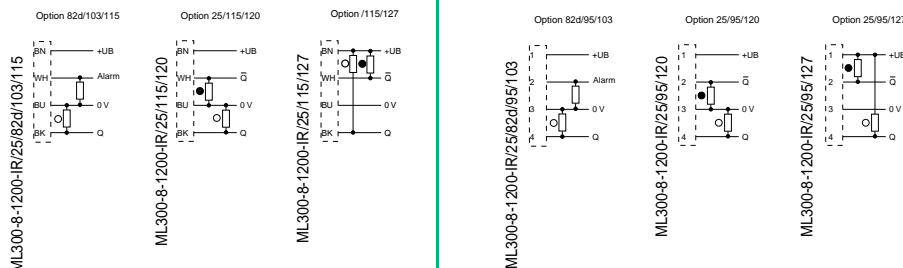 Option 82d/103/115
ML300-8-1200-IR/25/82d/103/115
BN +UB
WH Alarm
BU 0 V
BK Q
Option 25/115/120
ML300-8-1200-IR/25/115/120
BN +UB
WH Q̅
BU 0 V
BK Q
Option /115/127
ML300-8-1200-IR/25/115/127
BN +UB
WH Q̅
BU 0 V
BK Q
Option 82d/95/103
ML300-8-1200-IR/25/82d/95/103
1 +UB
2 Alarm
3 0 V
4 Q
Option 25/95/120
ML300-8-1200-IR/25/95/120
1 +UB
2 Q̅
3 0 V
4 Q
Option 25/95/127
ML300-8-1200-IR/25/95/127
1 +UB
2 Q̅
3 0 V
4 Q